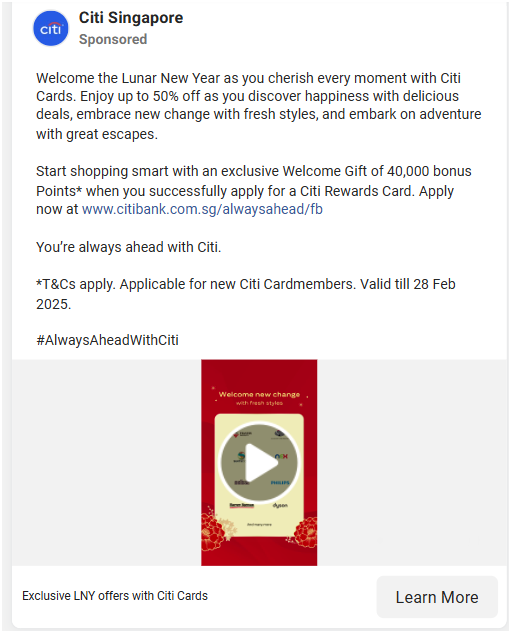 citi
Citi Singapore
Sponsored
Welcome the Lunar New Year as you cherish every moment with Citi
Cards. Enjoy up to 50% off as you discover happiness with delicious
deals, embrace new change with fresh styles, and embark on adventure
with great escapes.
Start shopping smart with an exclusive Welcome Gift of 40,000 bonus
Points* when you successfully apply for a Citi Rewards Card. Apply
now at www.citibank.com.sg/alwaysahead/fb
You’re always ahead with Citi.
*T&Cs apply. Applicable for new Citi Cardmembers. Valid till 28 Feb
2025.
#AlwaysAheadWithCiti
Welcome new change
with fresh styles
PHILIPS
dyson
And many more
Exclusive LNY offers with Citi Cards
Learn More